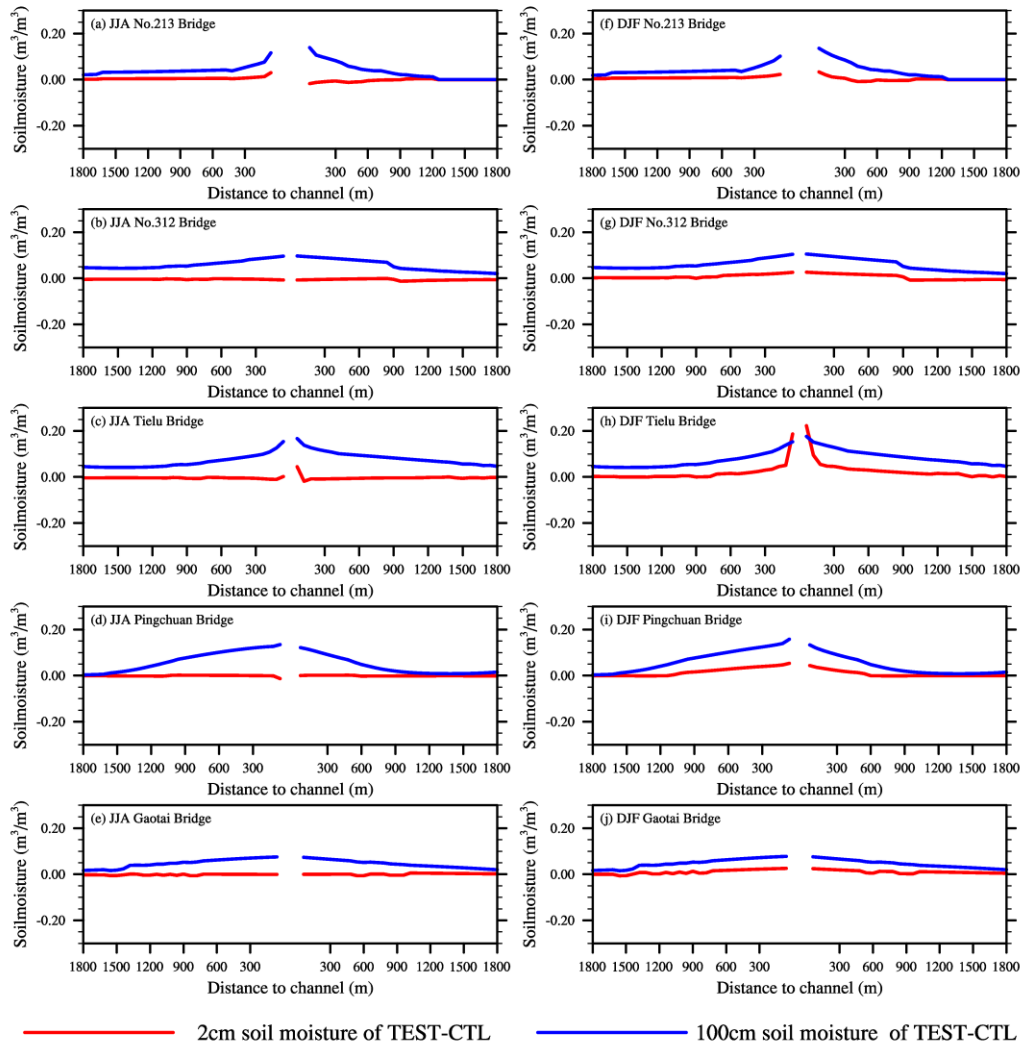 (a) JJA No.213 Bridge
Soilmoisture (m³/m³)
0.20
0.00
-0.20
1800 1500 1200 900 600 300 300 600 900 1200 1500 1800
Distance to channel (m)
(f) DJF No.213 Bridge
Soilmoisture (m³/m³)
0.20
0.00
-0.20
1800 1500 1200 900 600 300 300 600 900 1200 1500 1800
Distance to channel (m)
(b) JJA No.312 Bridge
Soilmoisture (m³/m³)
0.20
0.00
-0.20
1800 1500 1200 900 600 300 300 600 900 1200 1500 1800
Distance to channel (m)
(g) DJF No.312 Bridge
Soilmoisture (m³/m³)
0.20
0.00
-0.20
1800 1500 1200 900 600 300 300 600 900 1200 1500 1800
Distance to channel (m)
(c) JJA Tielu Bridge
Soilmoisture (m³/m³)
0.20
0.00
-0.20
1800 1500 1200 900 600 300 300 600 900 1200 1500 1800
Distance to channel (m)
(h) DJF Tielu Bridge
Soilmoisture (m³/m³)
0.20
0.00
-0.20
1800 1500 1200 900 600 300 300 600 900 1200 1500 1800
Distance to channel (m)
(d) JJA Pingchuan Bridge
Soilmoisture (m³/m³)
0.20
0.00
-0.20
1800 1500 1200 900 600 300 300 600 900 1200 1500 1800
Distance to channel (m)
(i) DJF Pingchuan Bridge
Soilmoisture (m³/m³)
0.20
0.00
-0.20
1800 1500 1200 900 600 300 300 600 900 1200 1500 1800
Distance to channel (m)
(e) JJA Gaotai Bridge
Soilmoisture (m³/m³)
0.20
0.00
-0.20
1800 1500 1200 900 600 300 300 600 900 1200 1500 1800
Distance to channel (m)
(j) DJF Gaotai Bridge
Soilmoisture (m³/m³)
0.20
0.00
-0.20
1800 1500 1200 900 600 300 300 600 900 1200 1500 1800
Distance to channel (m)
2cm soil moisture of TEST-CTL
100cm soil moisture of TEST-CTL